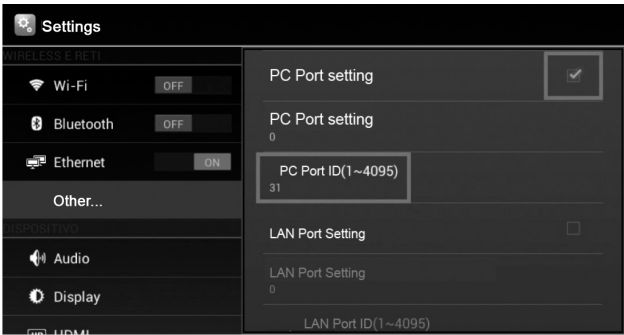 Settings
WIRELESS E RETI
Wi-Fi
OFF
Bluetooth
OFF
Ethernet
ON
Other...
DISPOSITIVO
Audio
Display
HDMI
PC Port setting
PC Port setting
0
PC Port ID(1~4095)
31
LAN Port Setting
LAN Port Setting
0
LAN Port ID(1~4095)